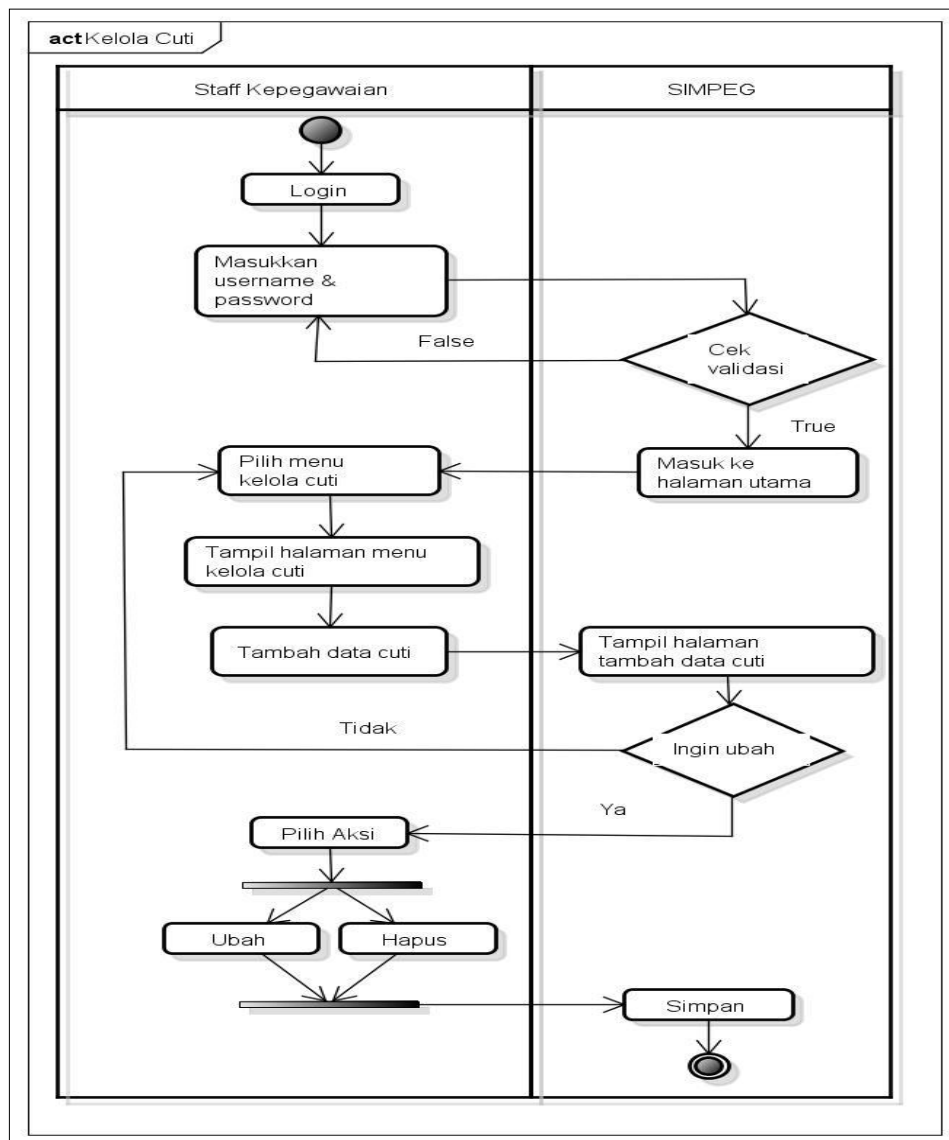 act Kelola Cuti
Staff Kepegawaian
SIMPEG
Login
Masukkan
username &
password
False
Cek
validasi
True
Pilih menu
kelola cuti
Masuk ke
halaman utama
Tampil halaman menu
kelola cuti
Tambah data cuti
Tampil halaman
tambah data cuti
Tidak
Ingin ubah
Ya
Pilih Aksi
Ubah
Hapus
Simpan